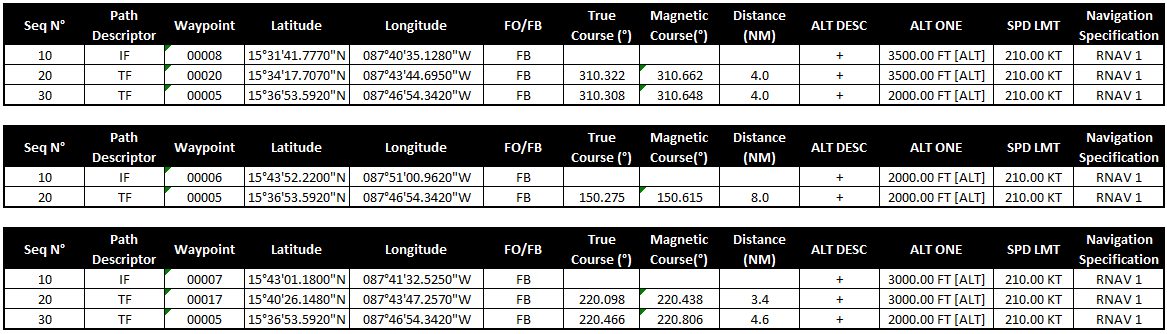 Seq N° Path Descriptor Waypoint Latitude Longitude FO/FB True Course (°) Magnetic Course(°) Distance (NM) ALT DESC ALT ONE SPD LMT Navigation Specification
10 IF 00008 15°31'41.7770"N 087°40'35.1280"W FB + 3500.00 FT [ALT] 210.00 KT RNAV 1
20 TF 00020 15°34'17.7070"N 087°43'44.6950"W FB 310.322 310.662 4.0 + 3500.00 FT [ALT] 210.00 KT RNAV 1
30 TF 00005 15°36'53.5920"N 087°46'54.3420"W FB 310.308 310.648 4.0 + 2000.00 FT [ALT] 210.00 KT RNAV 1
Seq N° Path Descriptor Waypoint Latitude Longitude FO/FB True Course (°) Magnetic Course(°) Distance (NM) ALT DESC ALT ONE SPD LMT Navigation Specification
10 IF 00006 15°43'52.2200"N 087°51'00.9620"W FB + 2000.00 FT [ALT] 210.00 KT RNAV 1
20 TF 00005 15°36'53.5920"N 087°46'54.3420"W FB 150.275 150.615 8.0 + 2000.00 FT [ALT] 210.00 KT RNAV 1
Seq N° Path Descriptor Waypoint Latitude Longitude FO/FB True Course (°) Magnetic Course(°) Distance (NM) ALT DESC ALT ONE SPD LMT Navigation Specification
10 IF 00007 15°43'01.1800"N 087°41'32.5250"W FB + 3000.00 FT [ALT] 210.00 KT RNAV 1
20 TF 00017 15°40'26.1480"N 087°43'47.2570"W FB 220.098 220.438 3.4 + 3000.00 FT [ALT] 210.00 KT RNAV 1
30 TF 00005 15°36'53.5920"N 087°46'54.3420"W FB 220.466 220.806 4.6 + 2000.00 FT [ALT] 210.00 KT RNAV 1